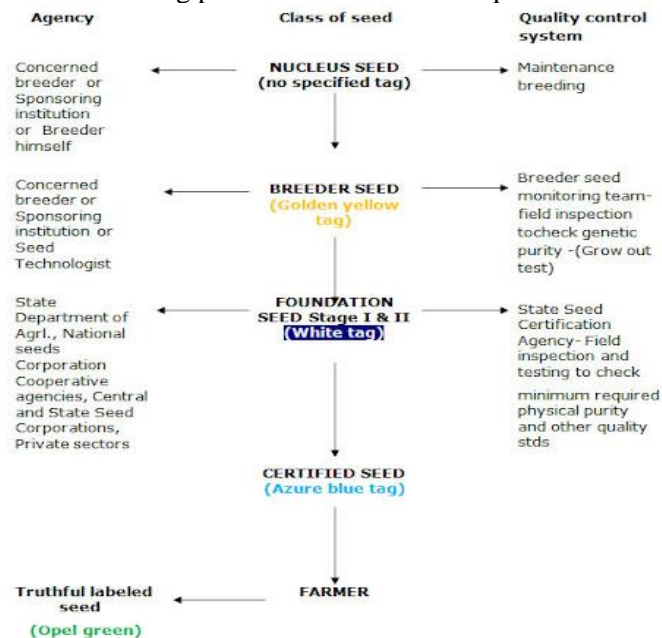 Agency
Class of seed
Quality control
system
Concerned
breeder or
Sponsoring
institution
or Breeder
himself
NUCLEUS SEED
(no specified tag)
Maintenance
breeding
Concerned
breeder or
Sponsoring
institution or
Seed
Technologist
BREEDER SEED
(Golden yellow
tag)
Breeder seed
monitoring team-
field inspection
tocheck genetic
purity -(Grow out
test)
State
Department of
Agrl., National
seeds
Corporation
Cooperative
agencies, Central
and State Seed
Corporations,
Private sectors
FOUNDATION
SEED Stage I & II
(White tag)
State Seed
Certification
Agency- Field
inspection and
testing to check
minimum required
physical purity
and other quality
stds
CERTIFIED SEED
(Azure blue tag)
Truthful labeled
seed
(Opel green)
FARMER